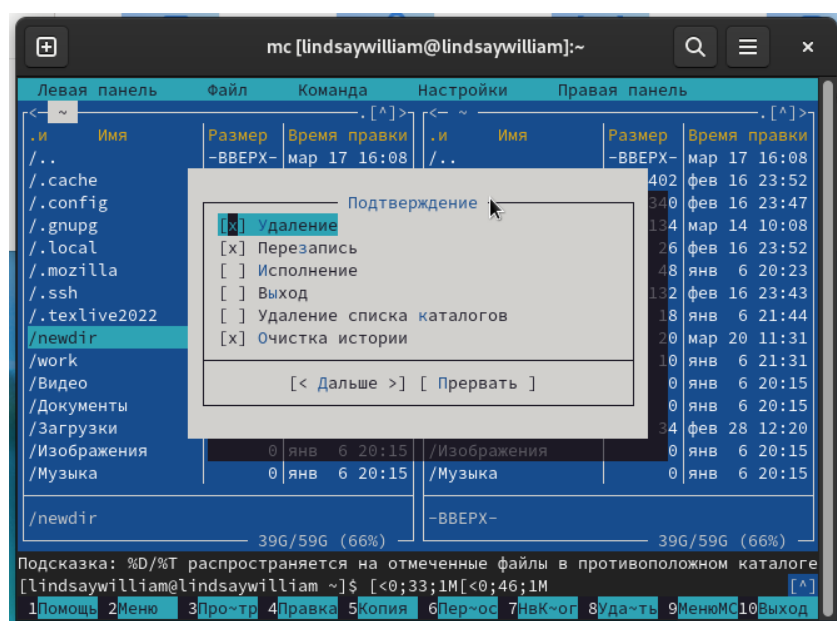 mc [lindsaywilliam@lindsaywilliam]:~
Левая панель Файл Команда Настройки Правая панель
<— ~ .[^]> <— ~ .[^]>
.и Имя Размер Время правки .и Имя Размер Время правки
/.. -ВВЕРХ- мар 17 16:08 /.. -ВВЕРХ- мар 17 16:08
/.cache 402 фев 16 23:52
/.config Подтверждение 340 фев 16 23:47
/.gnupg [x] Удаление 134 мар 14 10:08
/.local [x] Перезапись 26 фев 16 23:52
/.mozilla [ ] Исполнение 48 янв 6 20:23
/.ssh [ ] Выход 132 фев 16 23:43
/.texlive2022 [ ] Удаление списка каталогов 18 янв 6 21:44
/newdir [x] Очистка истории 20 мар 20 11:31
/work 10 янв 6 21:31
/Видео [< Дальше >] [ Прервать ] 0 янв 6 20:15
/Документы 0 янв 6 20:15
/Загрузки 34 фев 28 12:20
/Изображения 0 янв 6 20:15 /Изображения 0 янв 6 20:15
/Музыка 0 янв 6 20:15 /Музыка 0 янв 6 20:15
/newdir -ВВЕРХ-
39G/59G (66%) 39G/59G (66%)
Подсказка: %D/%T распространяется на отмеченные файлы в противоположном каталоге
[lindsaywilliam@lindsaywilliam ~]$ [<0;33;1M[<0;46;1M [^]
1Помощь 2Меню 3Про~тр 4Правка 5Копия 6Пер~ос 7НвК~ог 8Уда~ть 9МенюMC10Выход